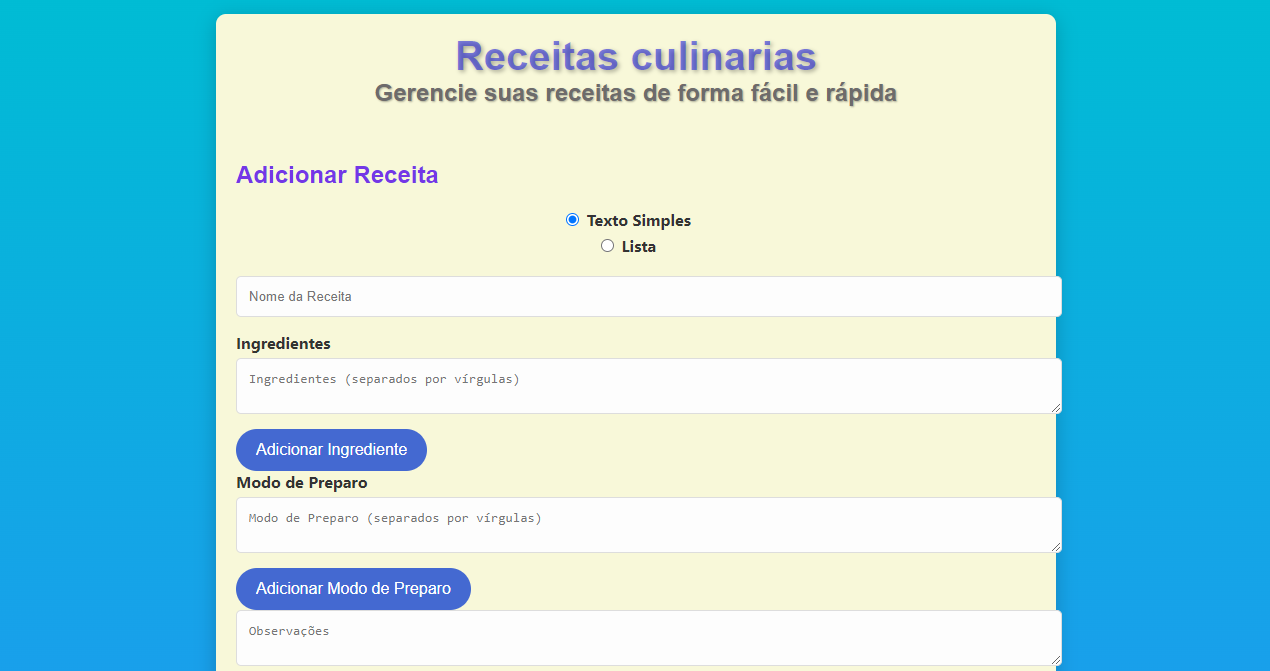 Receitas culinarias
Gerencie suas receitas de forma fácil e rápida
Adicionar Receita
Texto Simples
Lista
Nome da Receita
Ingredientes
Ingredientes (separados por vírgulas)
Adicionar Ingrediente
Modo de Preparo
Modo de Preparo (separados por vírgulas)
Adicionar Modo de Preparo
Observações